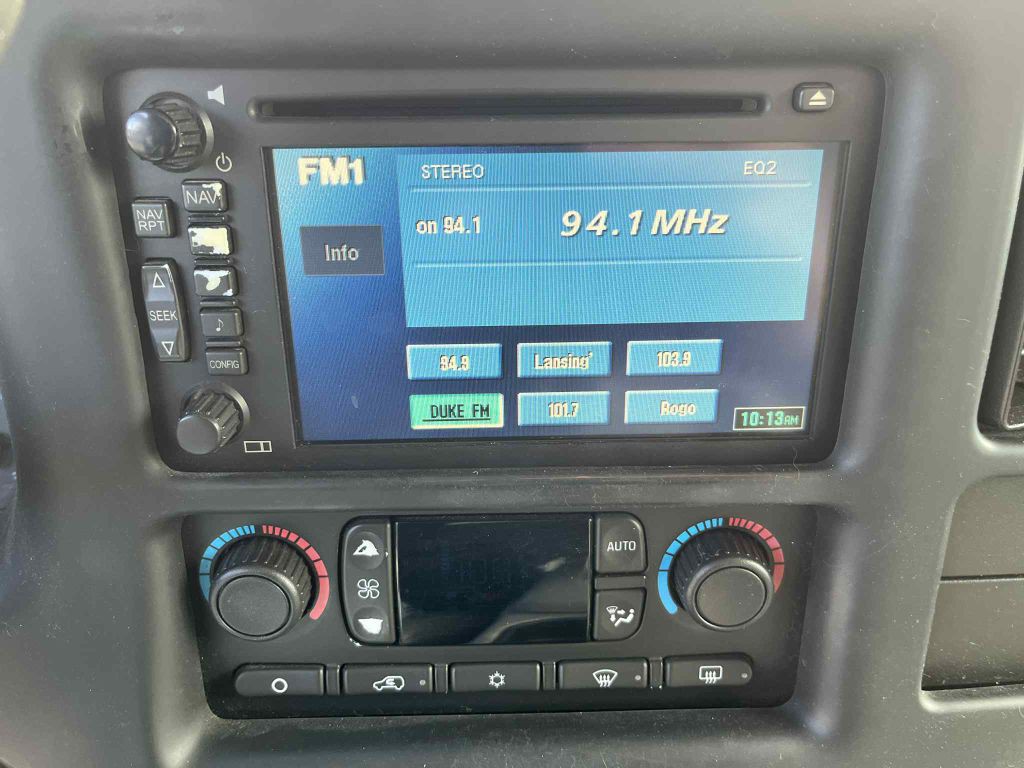 FM1
STEREO EQ2
NAV
NAV RPT
on 94.1 94.1 MHz
Info
SEEK
94.9 Lansing' 103.9
CONFIG
DUKE FM 101.7 Rogo
10:13AM
AUTO